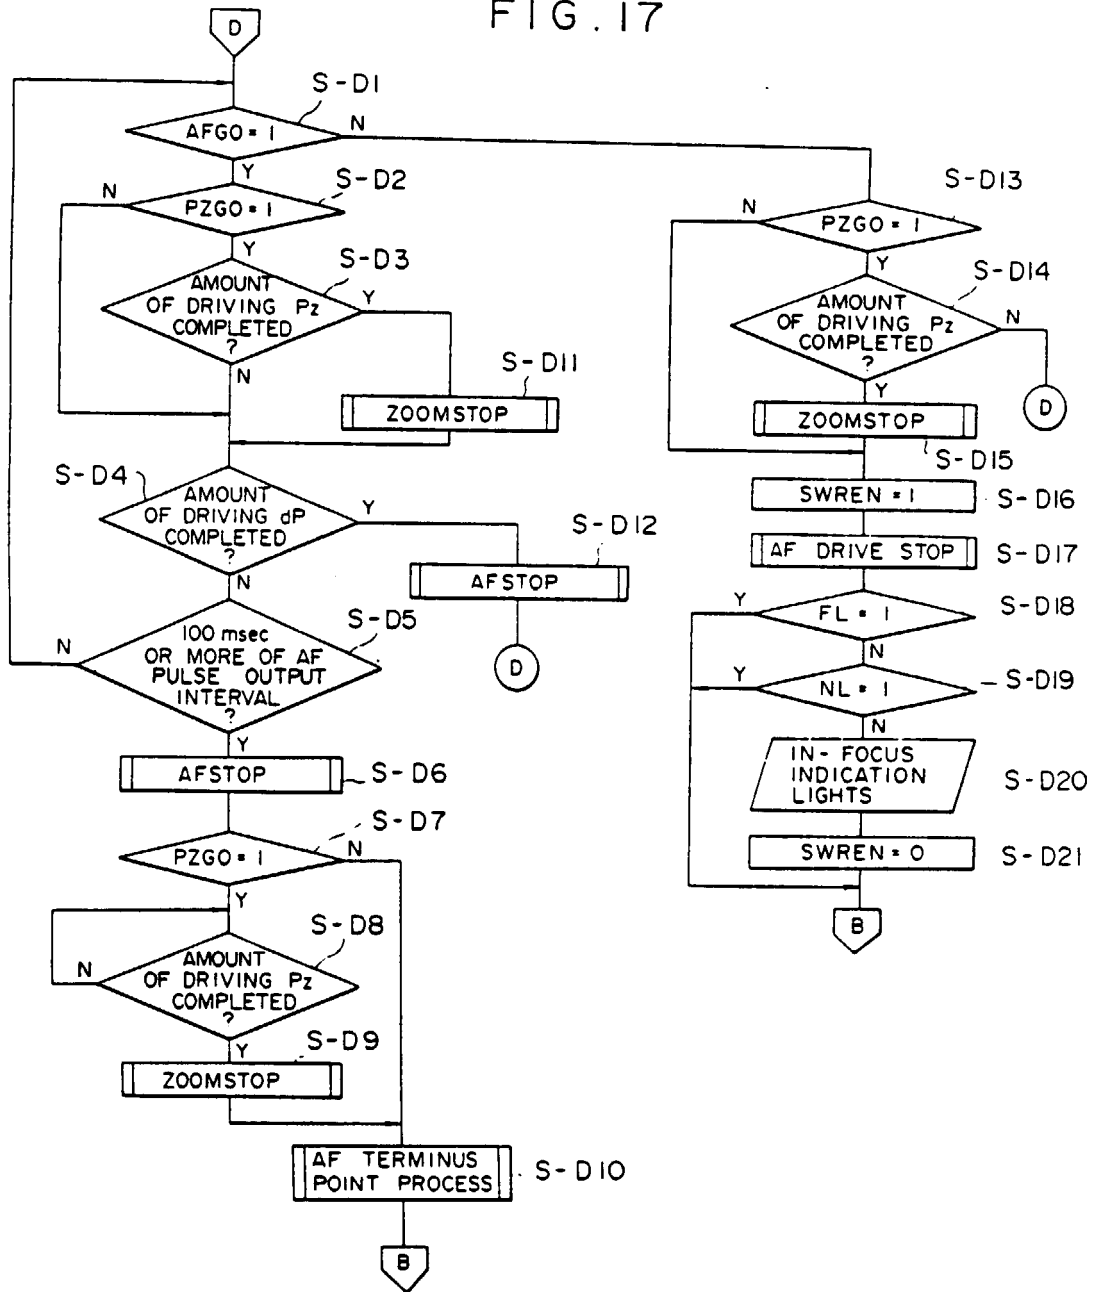 FIG.17
D
S-D1
AFGO=1
N
Y
S-D2
N
PZGO=1
Y
S-D3
AMOUNT
OF DRIVING Pz
COMPLETED
?
Y
N
S-D11
ZOOMSTOP
S-D4
AMOUNT
OF DRIVING dP
COMPLETED
?
Y
N
S-D12
AFSTOP
D
S-D5
N
100 msec
OR MORE OF AF
PULSE OUTPUT
INTERVAL
?
Y
AFSTOP
S-D6
S-D7
PZGO=1
N
Y
S-D8
N
AMOUNT
OF DRIVING Pz
COMPLETED
?
Y
S-D9
ZOOMSTOP
AF TERMINUS
POINT PROCESS
S-D10
B
S-D13
N
PZGO=1
Y
S-D14
AMOUNT
OF DRIVING Pz
COMPLETED
?
N
Y
D
ZOOMSTOP
S-D15
SWREN=1
S-D16
AF DRIVE STOP
S-D17
Y
FL=1
S-D18
N
Y
NL=1
S-D19
N
IN-FOCUS
INDICATION
LIGHTS
S-D20
SWREN=0
S-D21
B